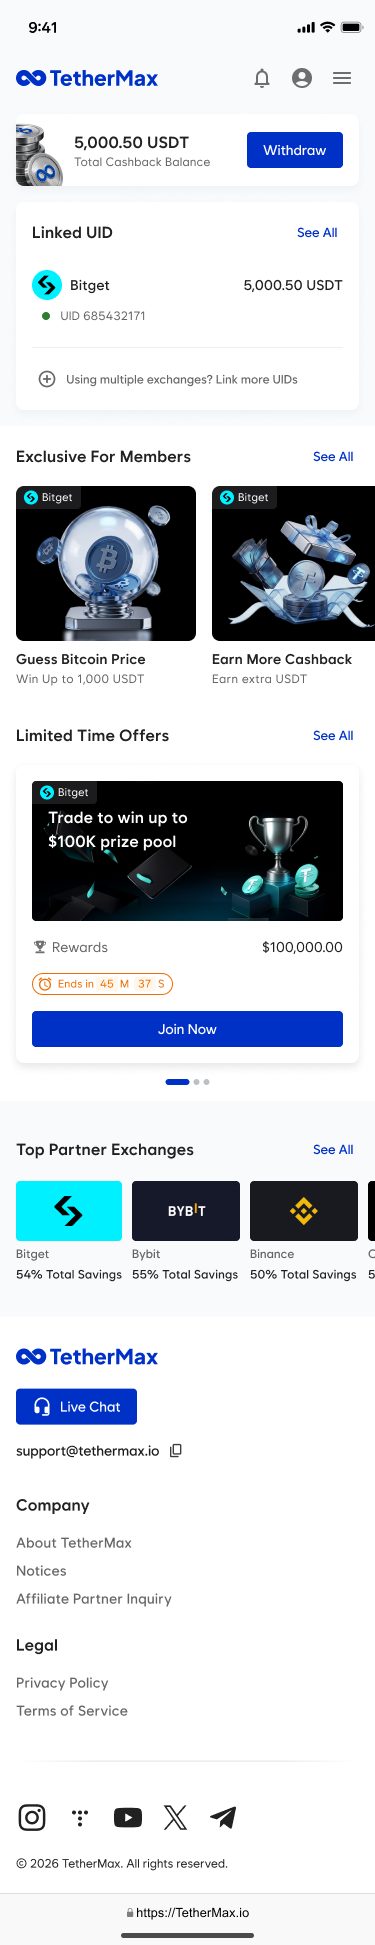 9:41
TetherMax
5,000.50 USDT
Total Cashback Balance
Withdraw
Linked UID
See All
Bitget
5,000.50 USDT
UID 685432171
Using multiple exchanges? Link more UIDs
Exclusive For Members
See All
Bitget
Bitget
Guess Bitcoin Price
Win Up to 1,000 USDT
Earn More Cashback
Earn extra USDT
Limited Time Offers
See All
Bitget
Trade to win up to
$100K prize pool
Rewards
$100,000.00
Ends in 45 M 37 S
Join Now
Top Partner Exchanges
See All
BYBIT
Bitget
54% Total Savings
Bybit
55% Total Savings
Binance
50% Total Savings
TetherMax
Live Chat
support@tethermax.io
Company
About TetherMax
Notices
Affiliate Partner Inquiry
Legal
Privacy Policy
Terms of Service
© 2026 TetherMax. All rights reserved.
https://TetherMax.io